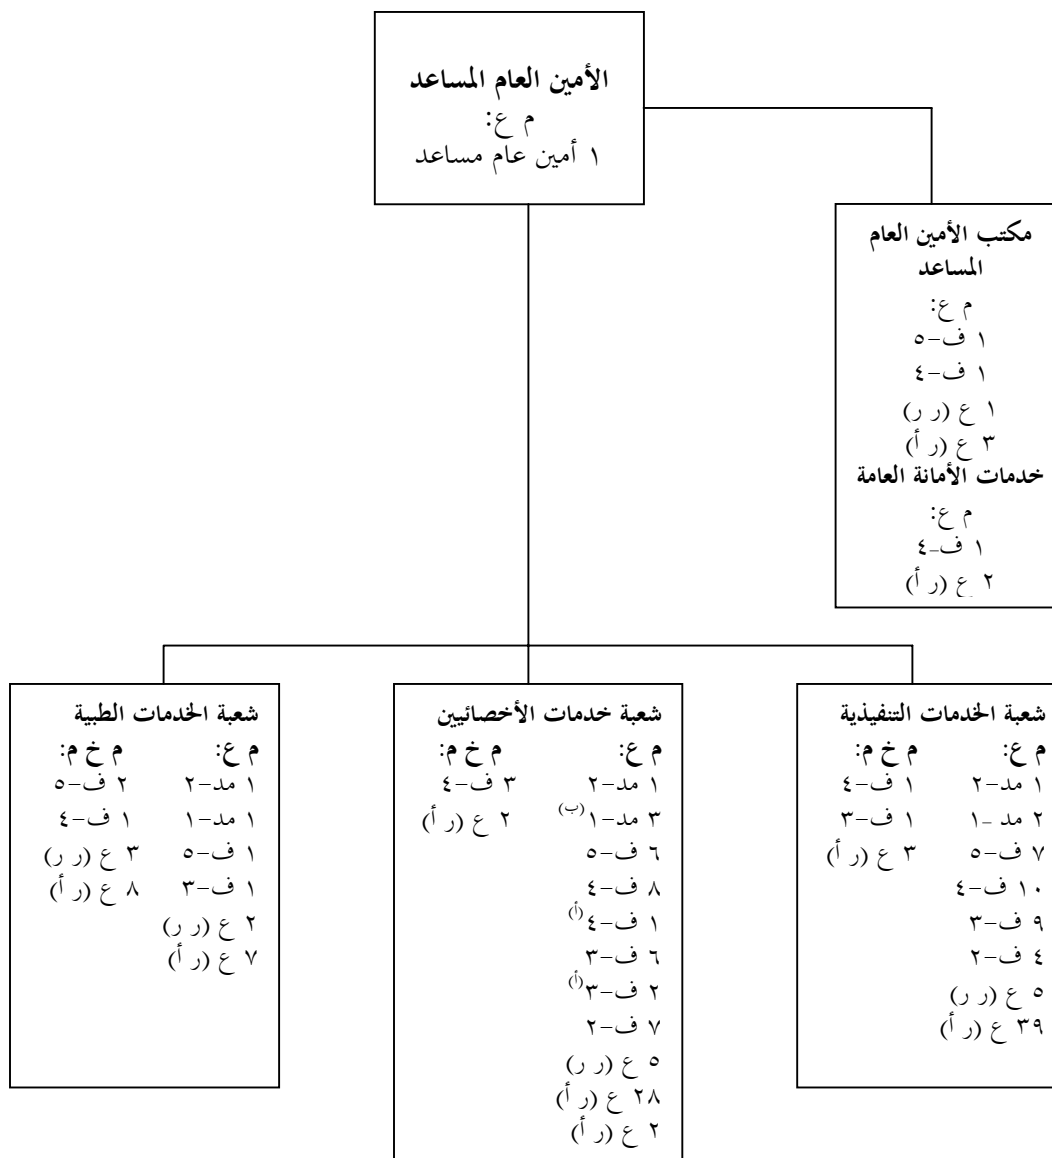 الأمين العام المساعد
م ع:
١ أمين عام مساعد
مكتب الأمين العام
المساعد
م ع:
١ ف-٥
١ ف-٤
١ ع (ر ر)
٣ ع (ر أ)
خدمات الأمانة العامة
م ع:
١ ف-٤
٢ ع (ر أ)
شعبة الخدمات التنفيذية
م ع: م خ م:
١ مد-٢ ١ ف-٤
٢ مد -١ ١ ف-٣
٧ ف-٥ ٣ ع (ر أ)
١٠ ف-٤
٩ ف-٣
٤ ف-٢
٥ ع (ر ر)
٣٩ ع (ر أ)
شعبة خدمات الأخصائيين
م ع: م خ م:
١ مد-٢ ٣ ف-٤
٣ مد-١(ب) ٢ ع (ر أ)
٦ ف-٥
٨ ف-٤
١ ف-٤(أ)
٦ ف-٣
٢ ف-٣(أ)
٧ ف-٢
٥ ع (ر ر)
٢٨ ع (ر أ)
٢ ع (ر أ)
شعبة الخدمات الطبية
م ع: م خ م:
١ مد-٢ ٢ ف-٥
١ مد-١ ١ ف-٤
١ ف-٥ ٣ ع (ر ر)
١ ف-٣ ٨ ع (ر أ)
٢ ع (ر ر)
٧ ع (ر أ)